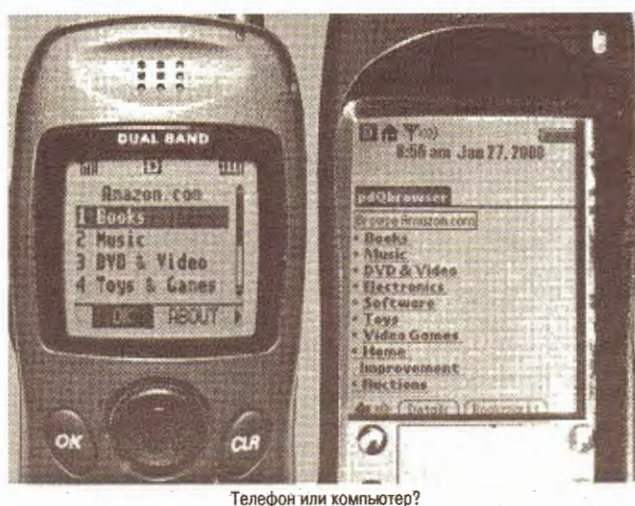 DUAL BAND
Amazon.com
1 Books
2 Music
3 DVD & Video
4 Toys & Games
ABOUT
OK
CLR
8:56 am Jan 27, 2000
pdQbrowser
Browse Amazon.com
• Books
• Music
• DVD & Video
• Electronics
• Software
• Toys
• Video Games
• Home
Improvement
• Auctions
Details
Телефон или компьютер?